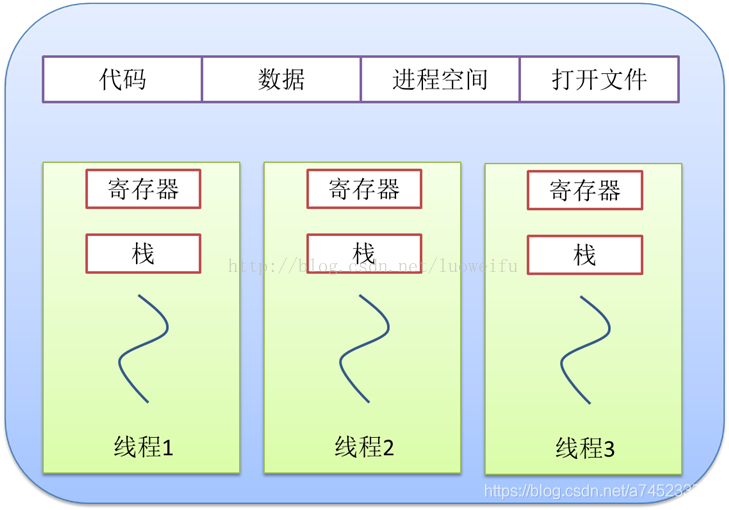 代码 数据 进程空间 打开文件
寄存器 寄存器 寄存器
栈 栈 栈
http://blog.csdn.net/luoweifu
线程1 线程2 线程3
https://blog.csdn.net/a745233